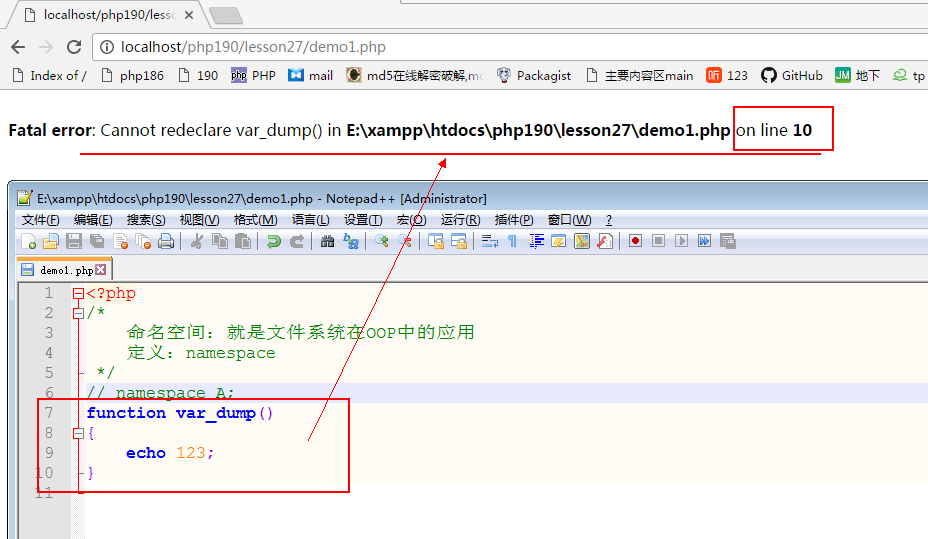 localhost/php190/less
localhost/php190/lesson27/demo1.php
Index of / php186 190 php PHP mail md5在线解密破解,mc Packagist 主要内容区main 听 123 GitHub JM 地下 tp
Fatal error: Cannot redeclare var_dump() in E:\xampp\htdocs\php190\lesson27\demo1.php on line 10
E:\xampp\htdocs\php190\lesson27\demo1.php - Notepad++ [Administrator]
文件(F) 编辑(E) 搜索(S) 视图(V) 格式(M) 语言(L) 设置(T) 宏(O) 运行(R) 插件(P) 窗口(W) ?
demo1.php
1 <?php
2 /*
3 命名空间：就是文件系统在OOP中的应用
4 定义：namespace
5 */
6 // namespace A;
7 function var_dump()
8 {
9 echo 123;
10 }
11